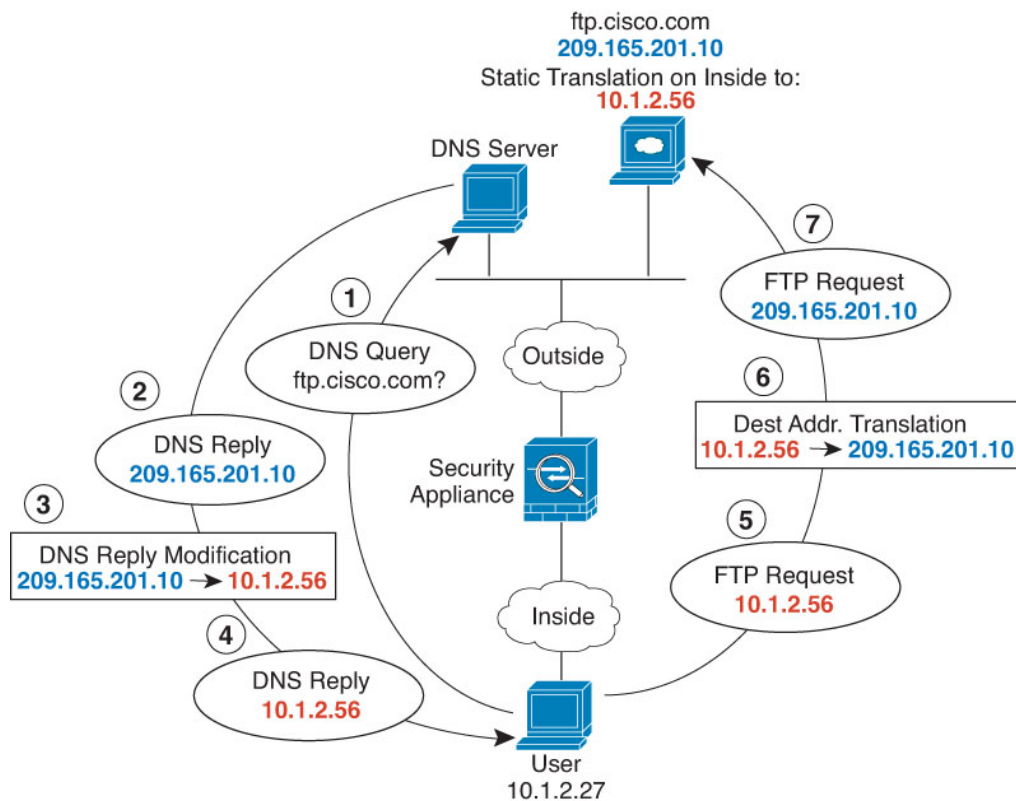 ftp.cisco.com
209.165.201.10
Static Translation on Inside to:
10.1.2.56
DNS Server
7
FTP Request
209.165.201.10
1
DNS Query
ftp.cisco.com?
Outside
2
DNS Reply
209.165.201.10
6
Dest Addr. Translation
10.1.2.56 → 209.165.201.10
Security
Appliance
3
DNS Reply Modification
209.165.201.10 → 10.1.2.56
5
FTP Request
10.1.2.56
Inside
4
DNS Reply
10.1.2.56
User
10.1.2.27